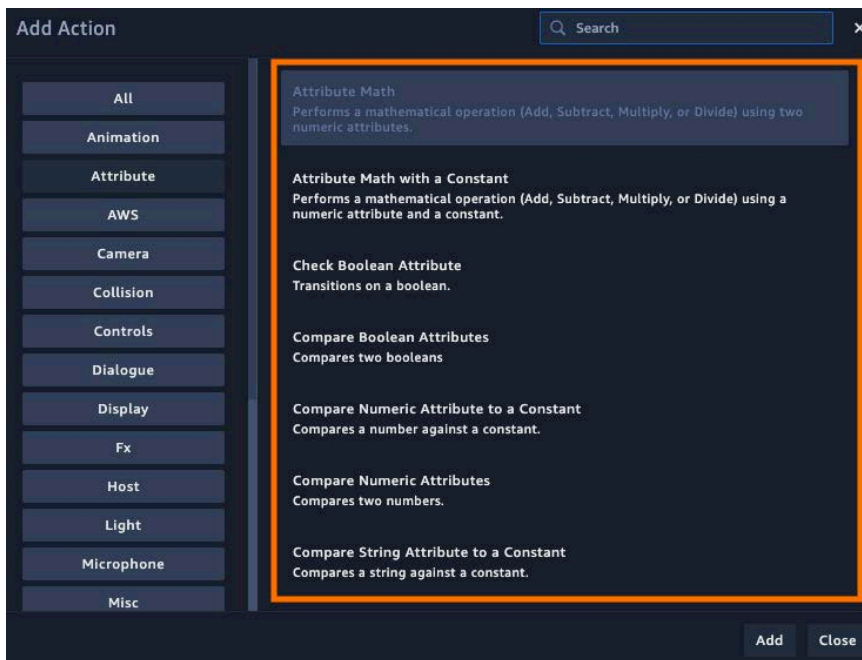 Add Action
Search
All
Animation
Attribute
AWS
Camera
Collision
Controls
Dialogue
Display
Fx
Host
Light
Microphone
Misc
Attribute Math
Performs a mathematical operation (Add, Subtract, Multiply, or Divide) using two
numeric attributes.
Attribute Math with a Constant
Performs a mathematical operation (Add, Subtract, Multiply, or Divide) using a
numeric attribute and a constant.
Check Boolean Attribute
Transitions on a boolean.
Compare Boolean Attributes
Compares two booleans
Compare Numeric Attribute to a Constant
Compares a number against a constant.
Compare Numeric Attributes
Compares two numbers.
Compare String Attribute to a Constant
Compares a string against a constant.
Add
Close